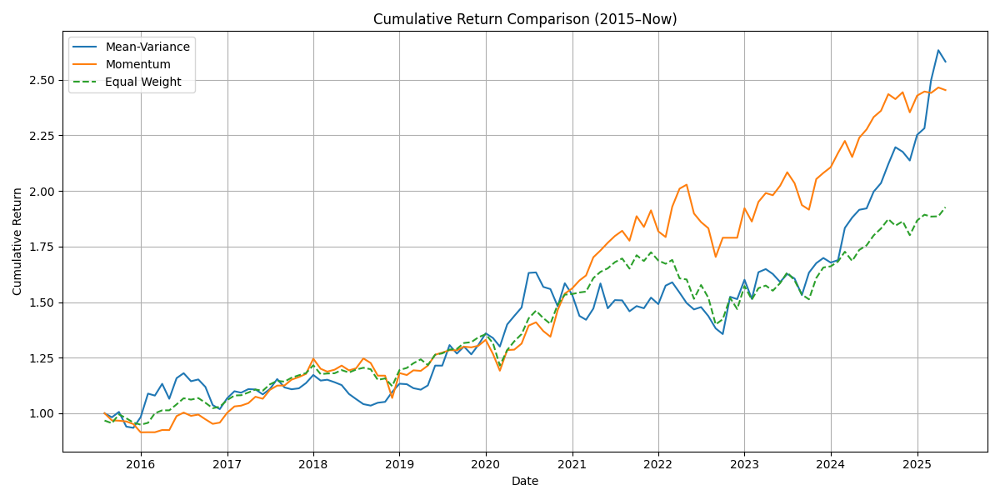 Cumulative Return Comparison (2015–Now)
Mean-Variance
Momentum
Equal Weight
Cumulative Return
2.50
2.25
2.00
1.75
1.50
1.25
1.00
2016 2017 2018 2019 2020 2021 2022 2023 2024 2025
Date